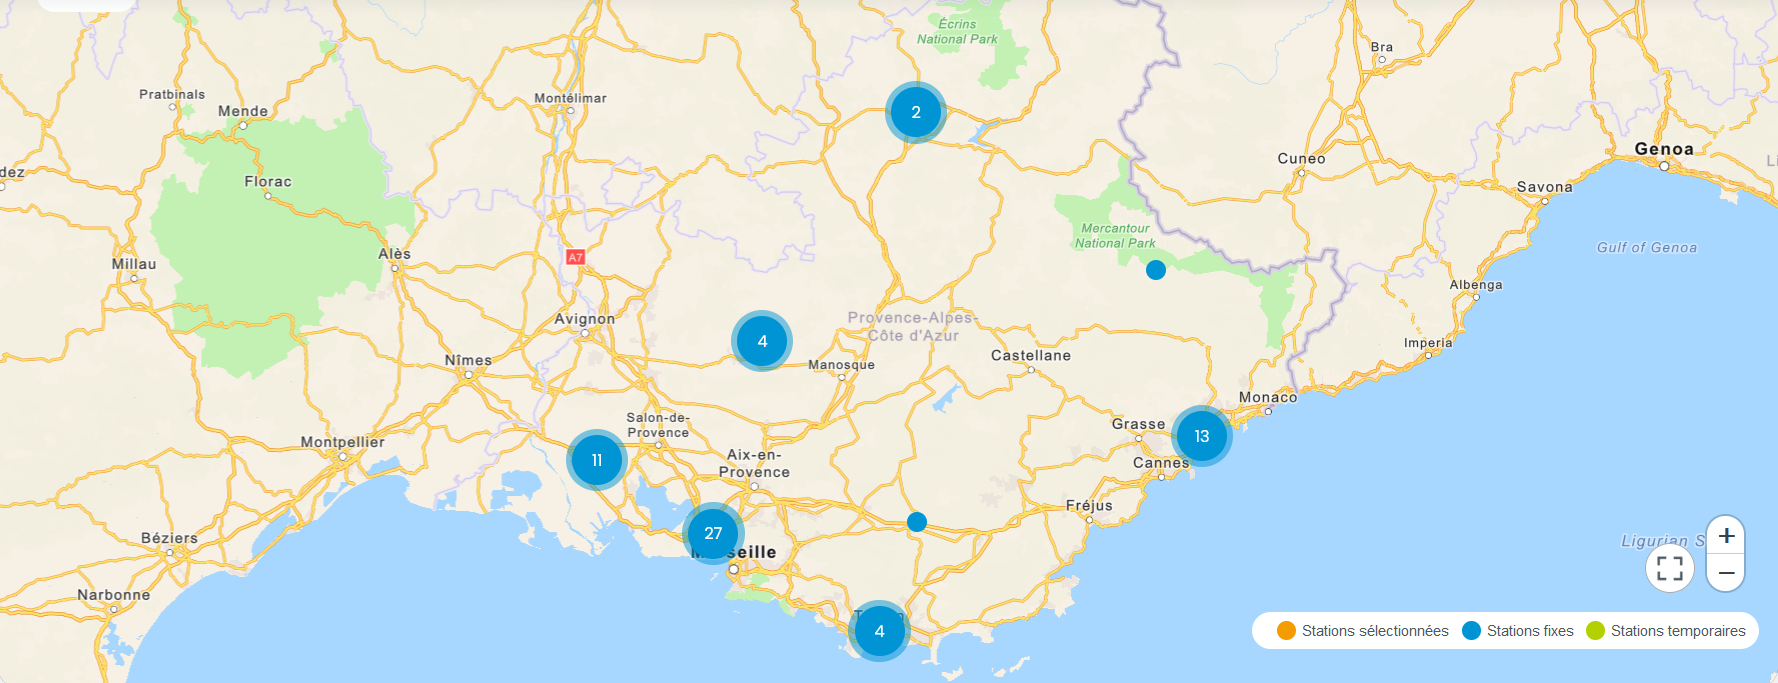 Écrins
National Park
Bra
Pratbinals
Mende
Montélimar
2
Genoa
Cuneo
dez
Florac
Savona
Mercantour
National Park
Gulf of Genoa
Alès
Millau
A7
Albenga
Avignon
Provence-Alpes-
Côte d'Azur
4
Imperia
Castellane
Nîmes
Manosque
Monaco
Salon-de-
Provence
Grasse
13
Montpellier
Aix-en-
Provence
11
Cannes
Fréjus
27
Béziers
Ligurian S
seille
Narbonne
4
+
−
Stations sélectionnées
Stations fixes
Stations temporaires